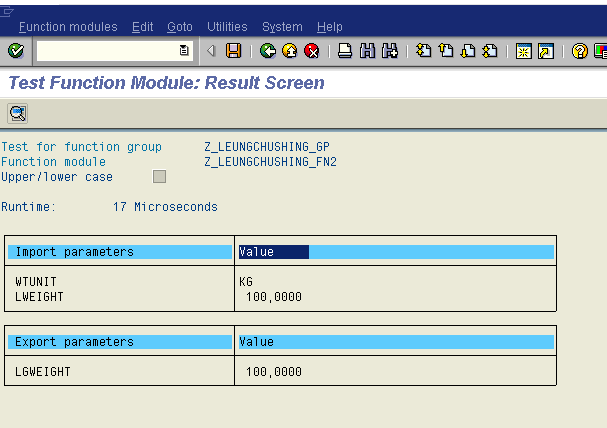 Function modules Edit Goto Utilities System Help
Test Function Module: Result Screen
Test for function group Z_LEUNGCHUSHING_GP
Function module Z_LEUNGCHUSHING_FN2
Upper/lower case
Runtime: 17 Microseconds
Import parameters Value
WTUNIT KG
LWEIGHT 100,0000
Export parameters Value
LGWEIGHT 100,0000